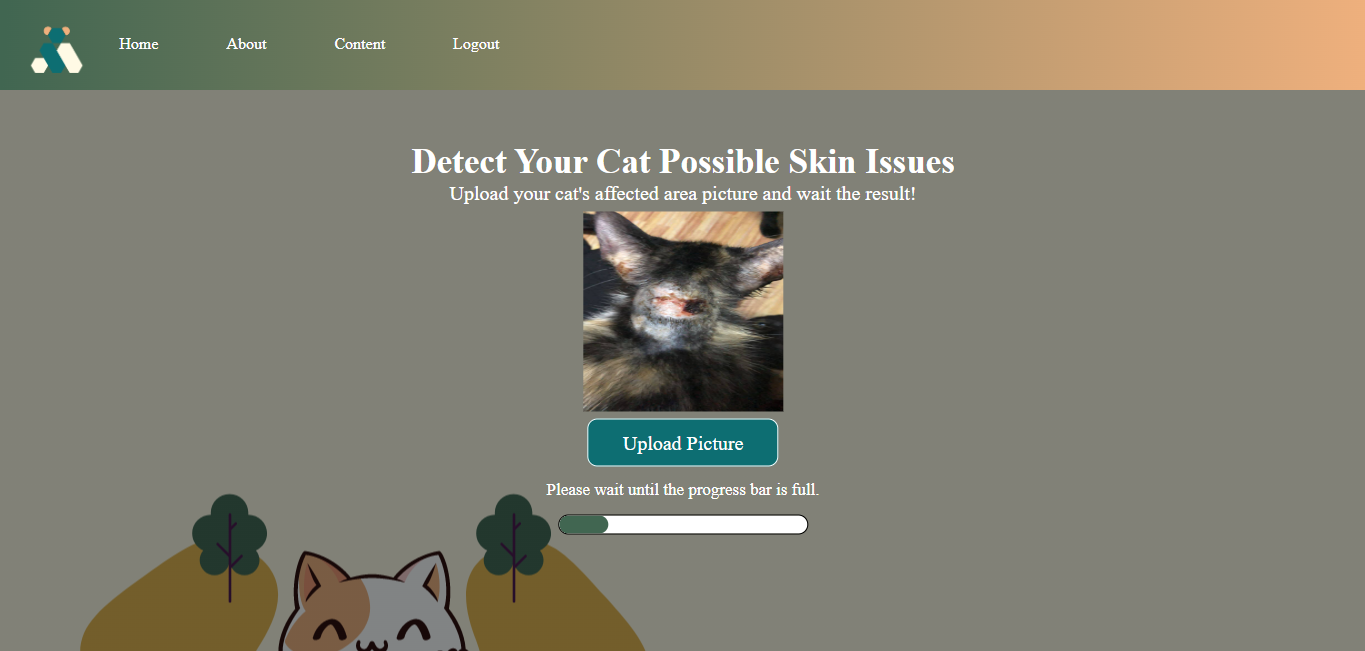 Home
About
Content
Logout
Detect Your Cat Possible Skin Issues
Upload your cat's affected area picture and wait the result!
Upload Picture
Please wait until the progress bar is full.